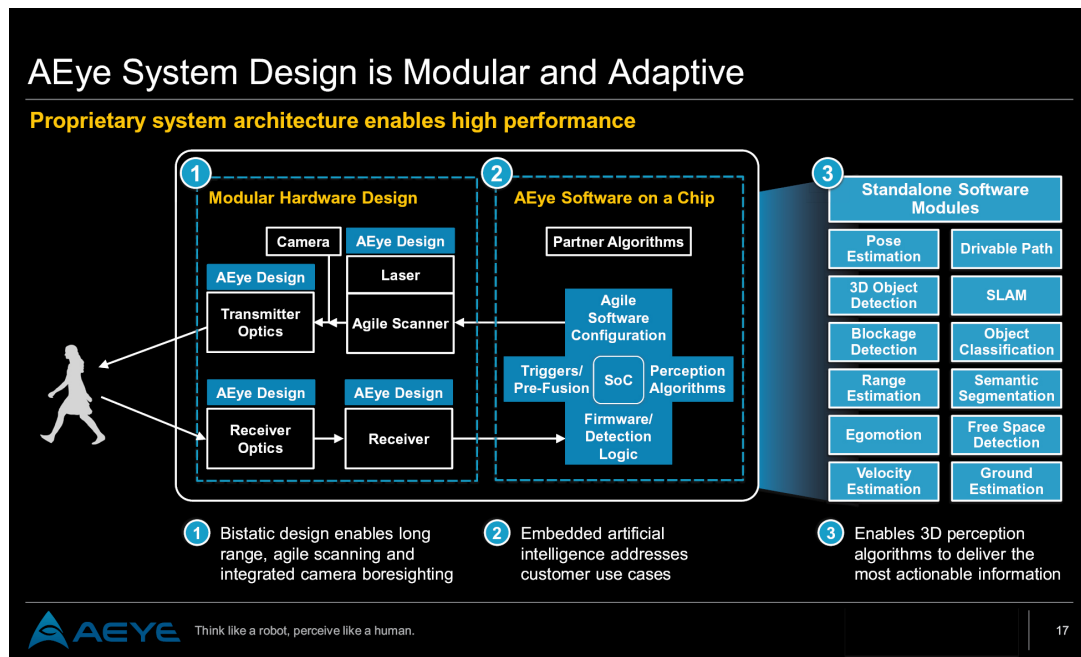 AEye System Design is Modular and Adaptive
Proprietary system architecture enables high performance
1
Modular Hardware Design
Camera
AEye Design
Laser
Agile Scanner
AEye Design
Transmitter
Optics
AEye Design
Receiver
Optics
AEye Design
Receiver
2
AEye Software on a Chip
Partner Algorithms
Agile
Software
Configuration
Triggers/
Pre-Fusion
SoC
Perception
Algorithms
Firmware/
Detection
Logic
3
Standalone Software
Modules
Pose
Estimation
Drivable Path
3D Object
Detection
SLAM
Blockage
Detection
Object
Classification
Range
Estimation
Semantic
Segmentation
Egomotion
Free Space
Detection
Velocity
Estimation
Ground
Estimation
1
Bistatic design enables long
range, agile scanning and
integrated camera boresighting
2
Embedded artificial
intelligence addresses
customer use cases
3
Enables 3D perception
algorithms to deliver the
most actionable information
AEYE
Think like a robot, perceive like a human.
17